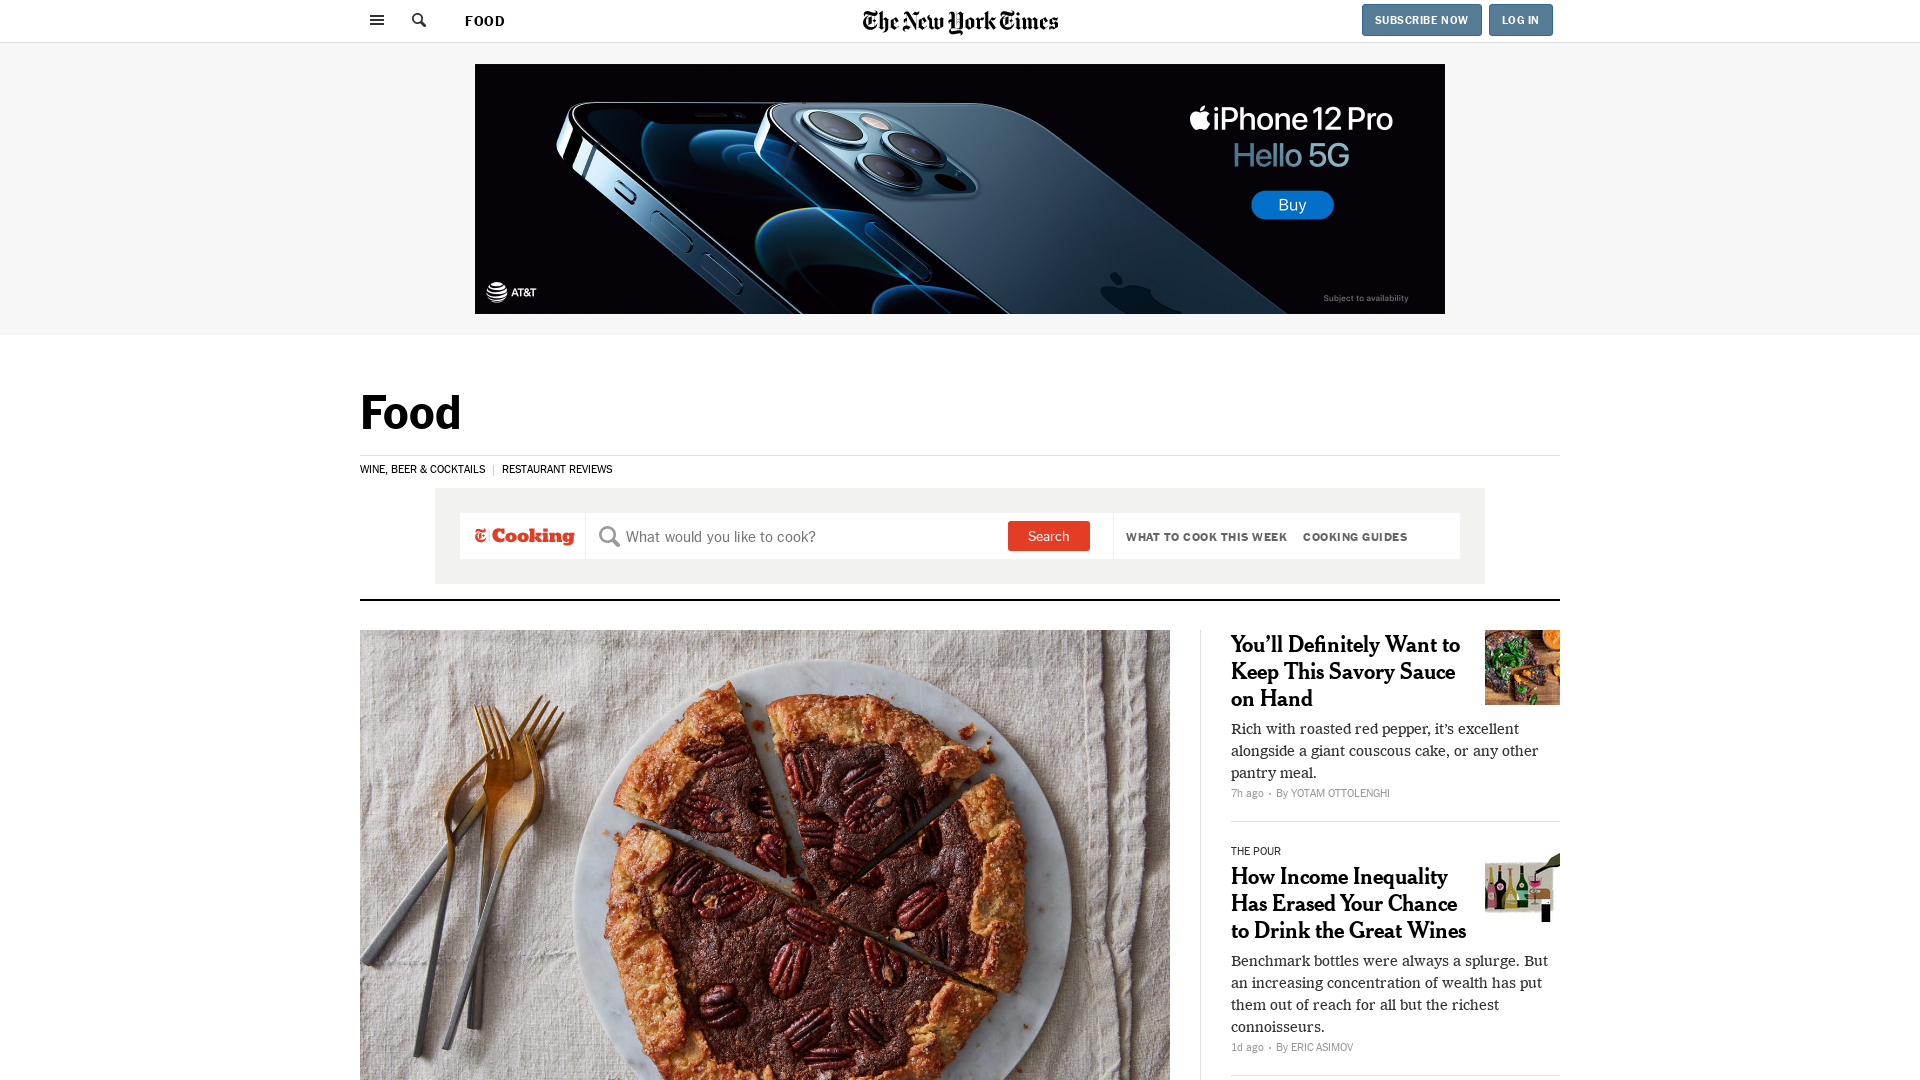 FOOD
The New York Times
SUBSCRIBE NOW
LOG IN
iPhone 12 Pro
Hello 5G
Buy
AT&T
Subject to availability
Food
WINE, BEER & COCKTAILS
RESTAURANT REVIEWS
Cooking
What would you like to cook?
Search
WHAT TO COOK THIS WEEK
COOKING GUIDES
You’ll Definitely Want to
Keep This Savory Sauce
on Hand
Rich with roasted red pepper, it’s excellent
alongside a giant couscous cake, or any other
pantry meal.
7h ago • By YOTAM OTTOLENGHI
THE POUR
How Income Inequality
Has Erased Your Chance
to Drink the Great Wines
Benchmark bottles were always a splurge. But
an increasing concentration of wealth has put
them out of reach for all but the richest
connoisseurs.
1d ago • By ERIC ASIMOV